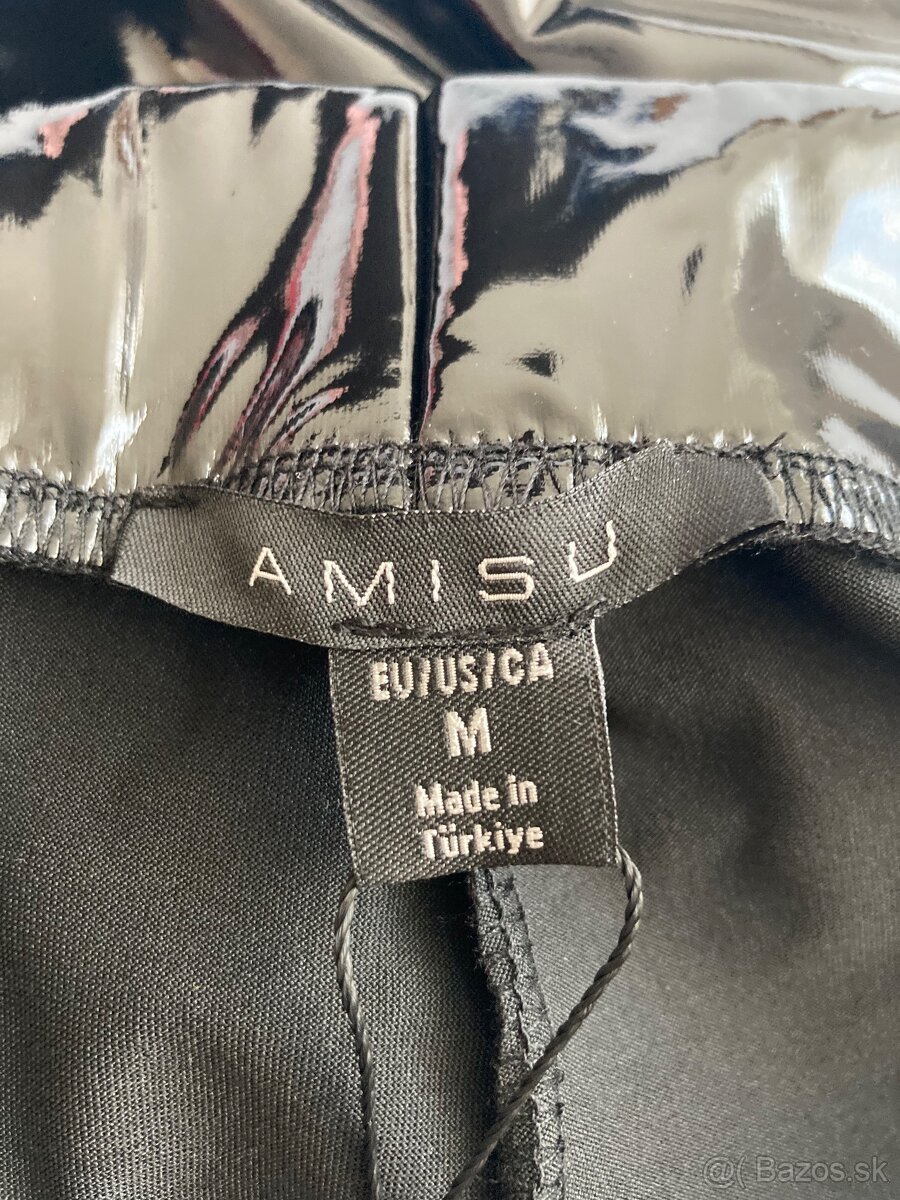 AMISU
EU/US/CA
M
Made in
Türkiye
@( Bazos.sk